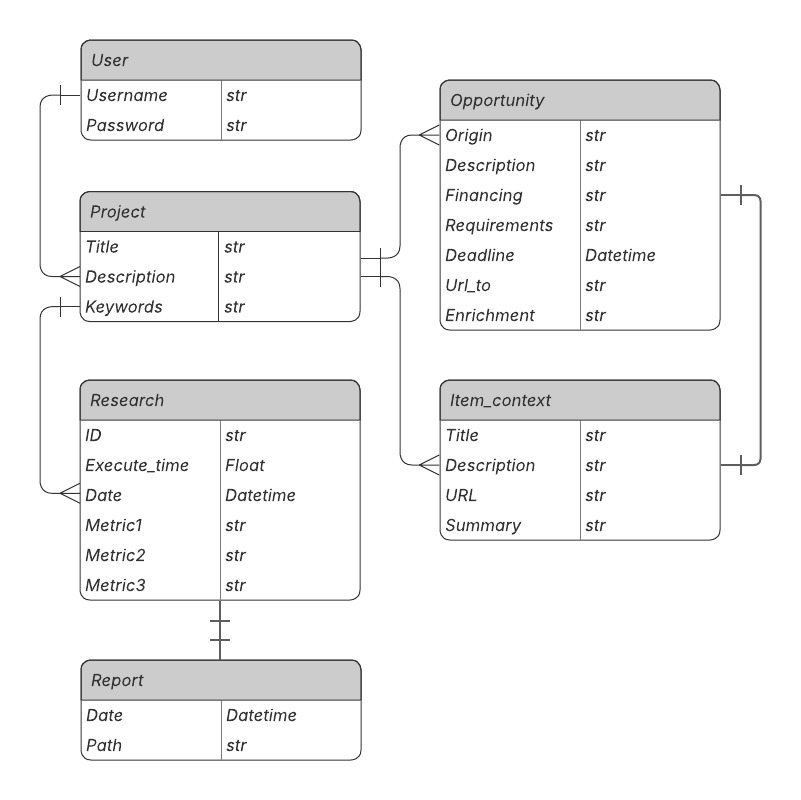 User
Username str
Password str
Project
Title str
Description str
Keywords str
Research
ID str
Execute_time Float
Date Datetime
Metric1 str
Metric2 str
Metric3 str
Report
Date Datetime
Path str
Opportunity
Origin str
Description str
Financing str
Requirements str
Deadline Datetime
Url_to str
Enrichment str
Item_context
Title str
Description str
URL str
Summary str